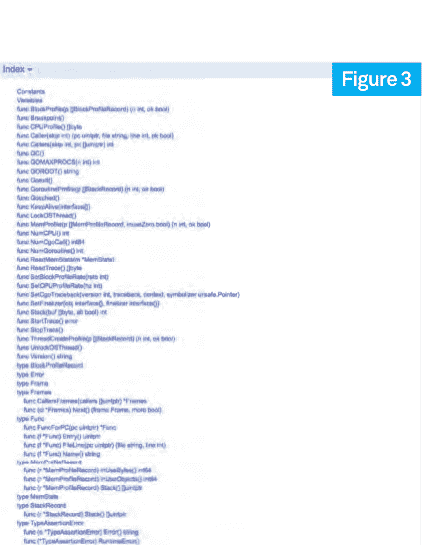 Index
Figure 3
Constants
Variables
func BlockProfile(p []BlockProfileRecord) (n int, ok bool)
func Breakpoint()
func CPUProfile() []byte
func Caller(skip int) (pc uintptr, file string, line int, ok bool)
func Callers(skip int, pc []uintptr) int
func GC()
func GOMAXPROCS(n int) int
func GOROOT() string
func Goexit()
func GoroutineProfile(p []StackRecord) (n int, ok bool)
func Gosched()
func KeepAlive(interface{})
func LockOSThread()
func MemProfile(p []MemProfileRecord, inuseZero bool) (n int, ok bool)
func NumCPU() int
func NumCgoCall() int64
func NumGoroutine() int
func ReadMemStats(m *MemStats)
func ReadTrace() []byte
func SetBlockProfileRate(rate int)
func SetCPUProfileRate(hz int)
func SetCgoTraceback(version int, traceback, context, symbolizer unsafe.Pointer)
func SetFinalizer(obj interface{}, finalizer interface{})
func Stack(buf []byte, all bool) int
func StartTrace() error
func StopTrace()
func ThreadCreateProfile(p []StackRecord) (n int, ok bool)
func UnlockOSThread()
func Version() string
type BlockProfileRecord
type Error
type Frame
type Frames
func CallersFrames(callers []uintptr) *Frames
func (ci *Frames) Next() (frame Frame, more bool)
type Func
func FuncForPC(pc uintptr) *Func
func (f *Func) Entry() uintptr
func (f *Func) FileLine(pc uintptr) (file string, line int)
func (f *Func) Name() string
type MemProfileRecord
func (r *MemProfileRecord) InUseBytes() int64
func (r *MemProfileRecord) InUseObjects() int64
func (r *MemProfileRecord) Stack() []uintptr
type MemStats
type StackRecord
func (r *StackRecord) Stack() []uintptr
type TypeAssertionError
func (e *TypeAssertionError) Error() string
func (*TypeAssertionError) RuntimeError()